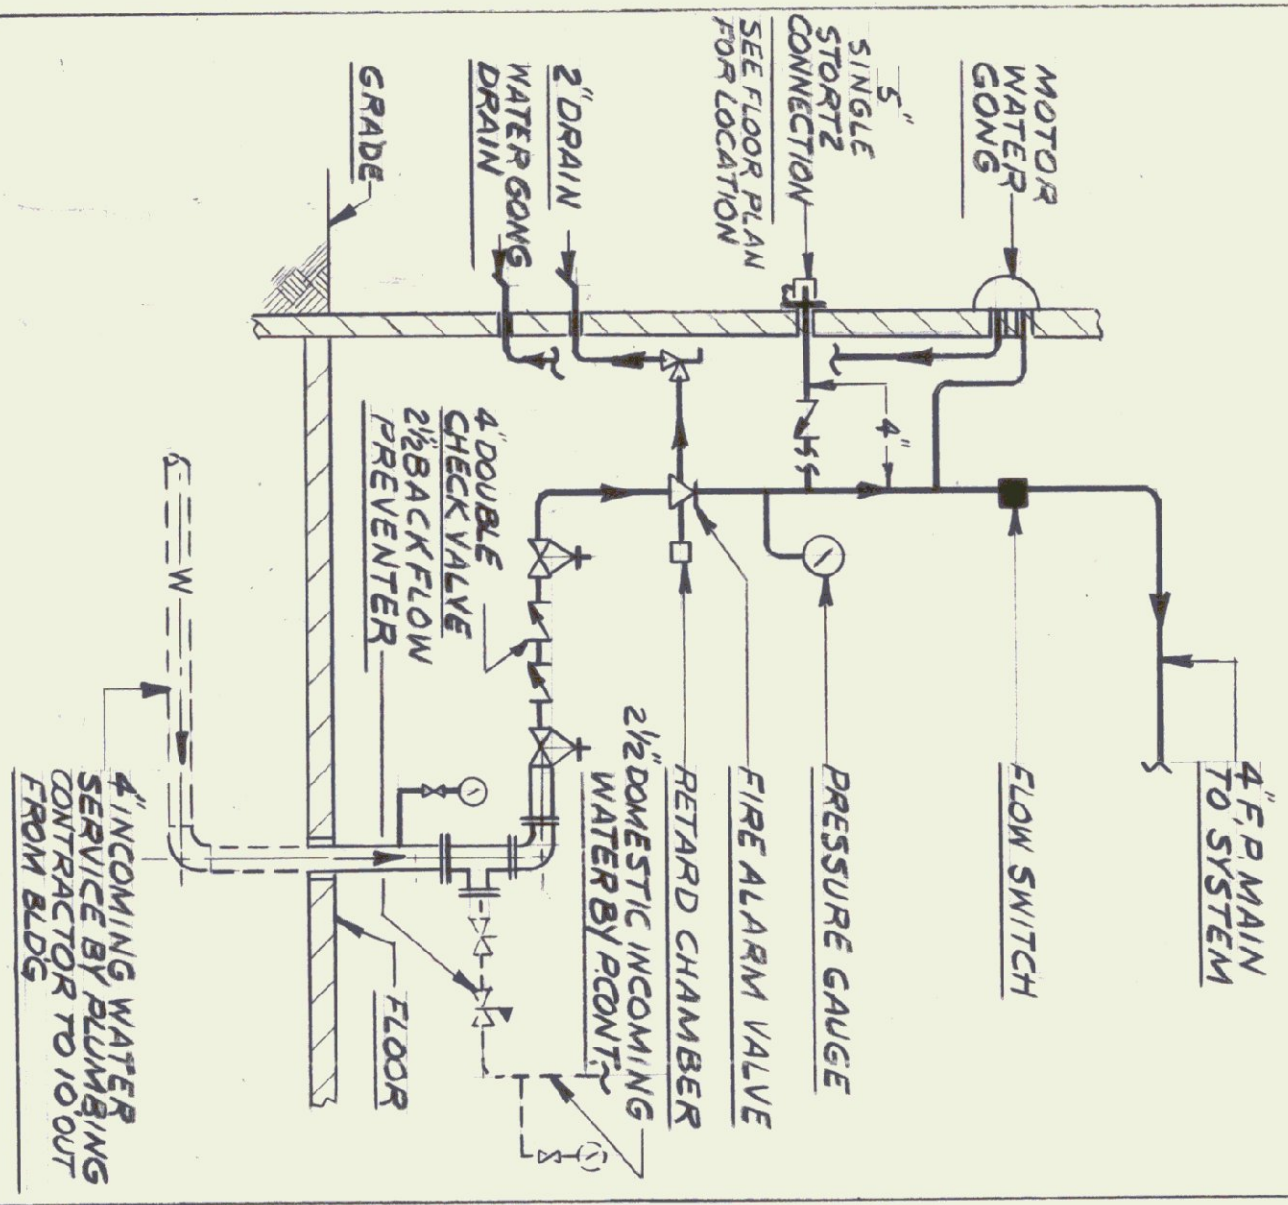 MOTOR
WATER
GONG
5"
SINGLE
STORTZ
CONNECTION
SEE FLOOR PLAN
FOR LOCATION
2" DRAIN
WATER GONG
DRAIN
GRADE
4" F.P. MAIN
TO SYSTEM
FLOW SWITCH
PRESSURE GAUGE
FIRE ALARM VALVE
RETARD CHAMBER
2½" DOMESTIC INCOMING
WATER BY P.CONT.
4"
4" DOUBLE
CHECK VALVE
2½" BACKFLOW
PREVENTER
FLOOR
W
4" INCOMING WATER
SERVICE BY PLUMBING
CONTRACTOR TO 10' OUT
FROM BLDG